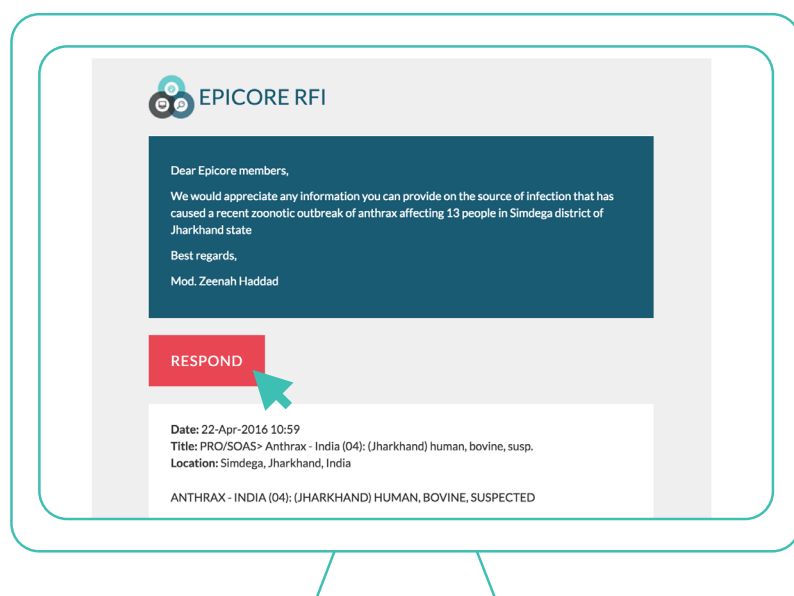 EPICORE RFI
Dear Epicore members,
We would appreciate any information you can provide on the source of infection that has
caused a recent zoonotic outbreak of anthrax affecting 13 people in Simdega district of
Jharkhand state
Best regards,
Mod. Zeenah Haddad
RESPOND
Date: 22-Apr-2016 10:59
Title: PRO/SOAS> Anthrax - India (04): (Jharkhand) human, bovine, susp.
Location: Simdega, Jharkhand, India
ANTHRAX - INDIA (04): (JHARKHAND) HUMAN, BOVINE, SUSPECTED